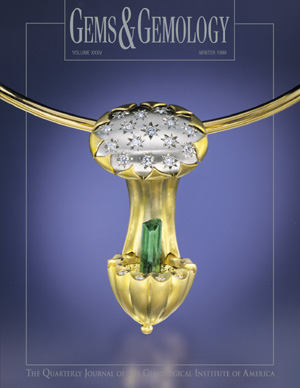 GEMS & GEMOLOGY
VOLUME XXXV
WINTER 1999
THE QUARTERLY JOURNAL OF THE GEMOLOGICAL INSTITUTE OF AMERICA